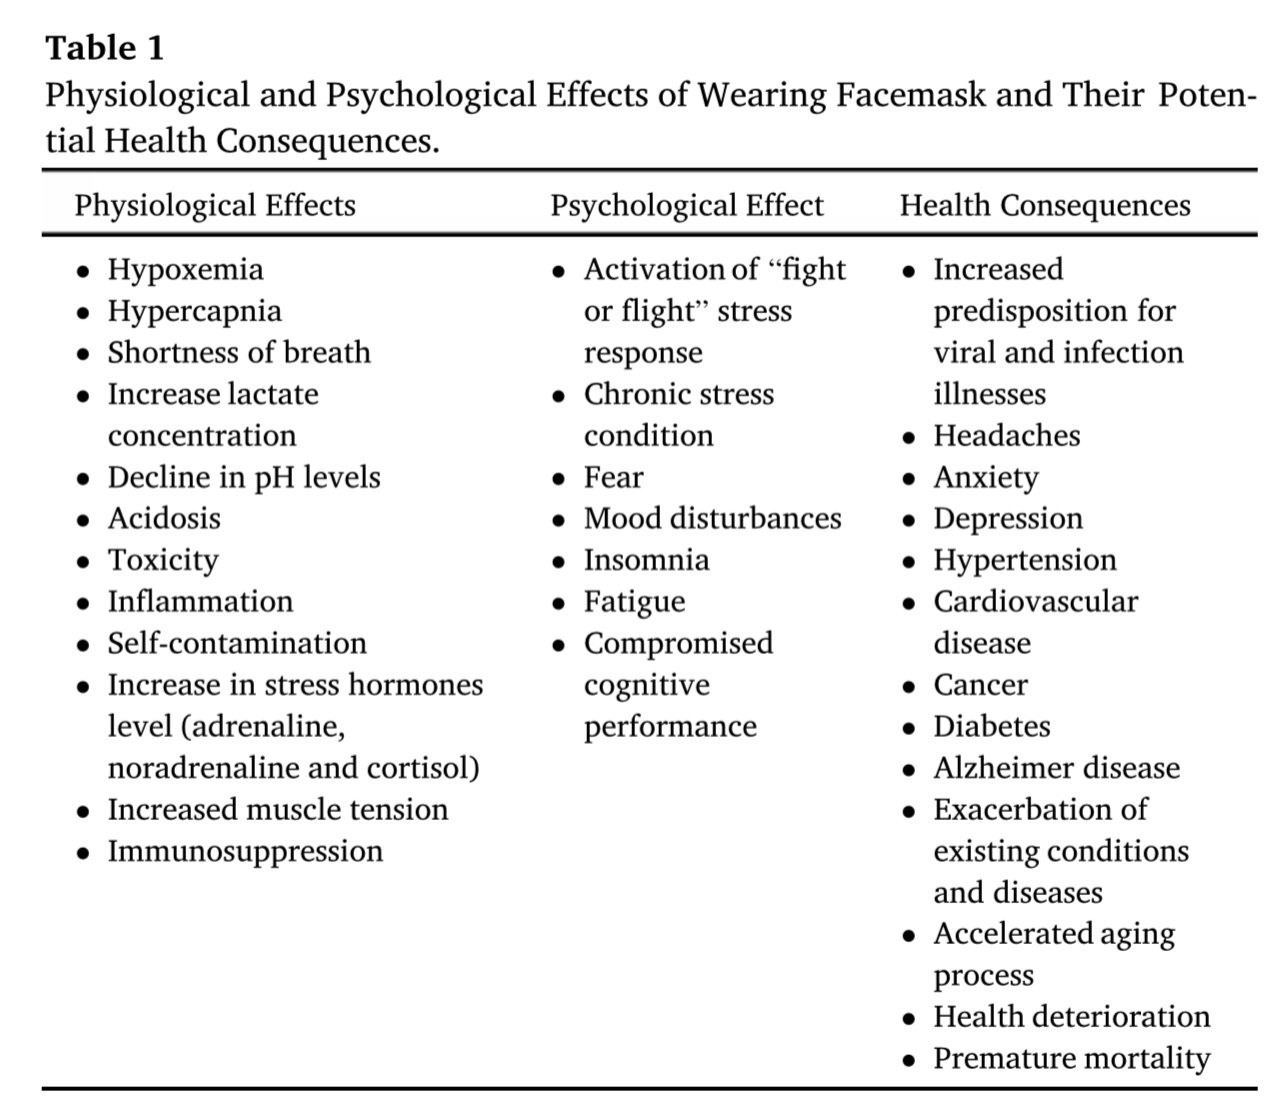 Table 1
Physiological and Psychological Effects of Wearing Facemask and Their Poten-
tial Health Consequences.
Physiological Effects
Psychological Effect
Health Consequences
• Hypoxemia
• Hypercapnia
• Shortness of breath
• Increase lactate
concentration
• Decline in pH levels
• Acidosis
• Toxicity
• Inflammation
• Self-contamination
• Increase in stress hormones
level (adrenaline,
noradrenaline and cortisol)
• Increased muscle tension
• Immunosuppression
• Activation of “fight
or flight” stress
response
• Chronic stress
condition
• Fear
• Mood disturbances
• Insomnia
• Fatigue
• Compromised
cognitive
performance
• Increased
predisposition for
viral and infection
illnesses
• Headaches
• Anxiety
• Depression
• Hypertension
• Cardiovascular
disease
• Cancer
• Diabetes
• Alzheimer disease
• Exacerbation of
existing conditions
and diseases
• Accelerated aging
process
• Health deterioration
• Premature mortality